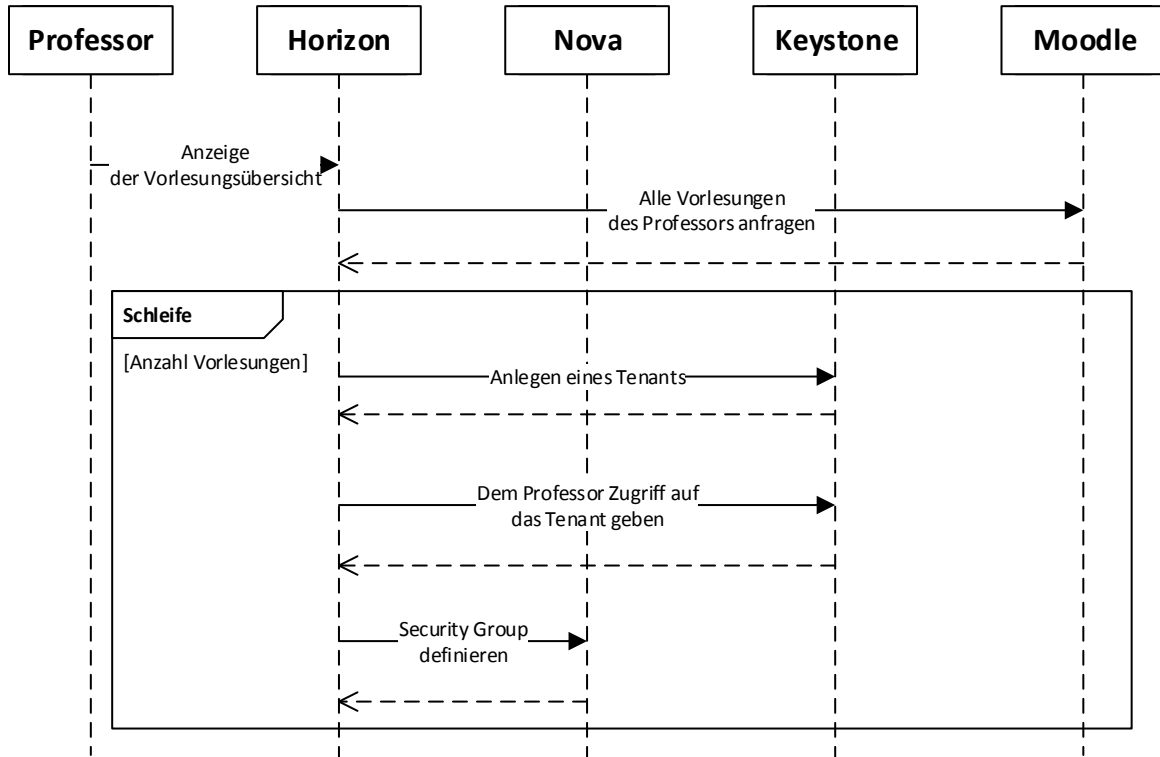 Professor
Horizon
Nova
Keystone
Moodle
Anzeige
der Vorlesungsübersicht
Alle Vorlesungen
des Professors anfragen
Schleife
[Anzahl Vorlesungen]
Anlegen eines Tenants
Dem Professor Zugriff auf
das Tenant geben
Security Group
definieren